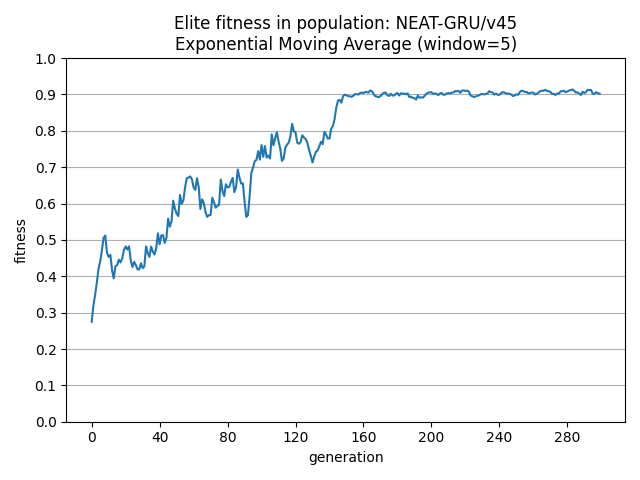 Elite fitness in population: NEAT-GRU/v45
Exponential Moving Average (window=5)
1.0
0.9
0.8
0.7
0.6
0.5
0.4
0.3
0.2
0.1
0.0
fitness
0 40 80 120 160 200 240 280
generation